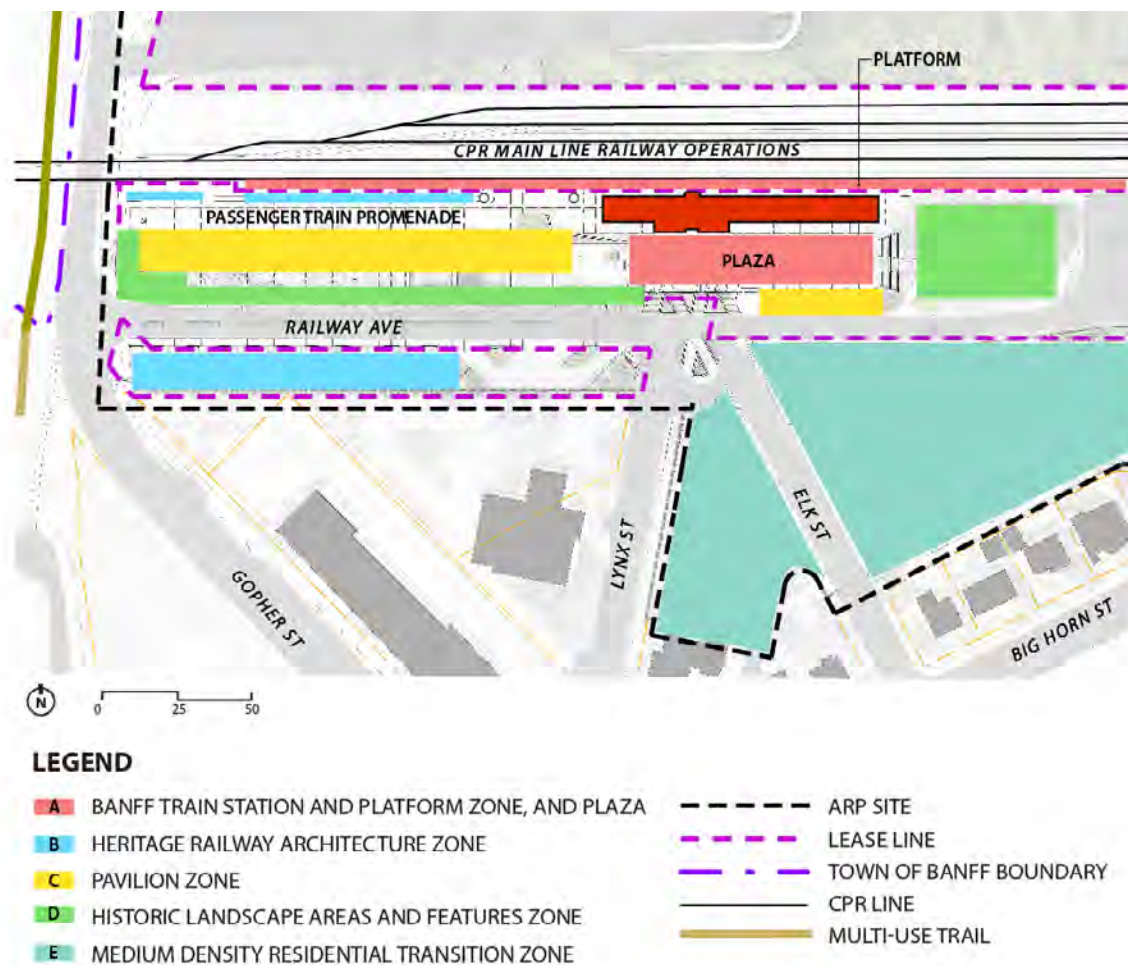 PLATFORM
CPR MAIN LINE RAILWAY OPERATIONS
PASSENGER TRAIN PROMENADE
PLAZA
RAILWAY AVE
ELK ST
LYNX ST
GOPHER ST
BIG HORN ST
N
0 25 50
LEGEND
A BANFF TRAIN STATION AND PLATFORM ZONE, AND PLAZA
B HERITAGE RAILWAY ARCHITECTURE ZONE
C PAVILION ZONE
D HISTORIC LANDSCAPE AREAS AND FEATURES ZONE
E MEDIUM DENSITY RESIDENTIAL TRANSITION ZONE
ARP SITE
LEASE LINE
TOWN OF BANFF BOUNDARY
CPR LINE
MULTI-USE TRAIL